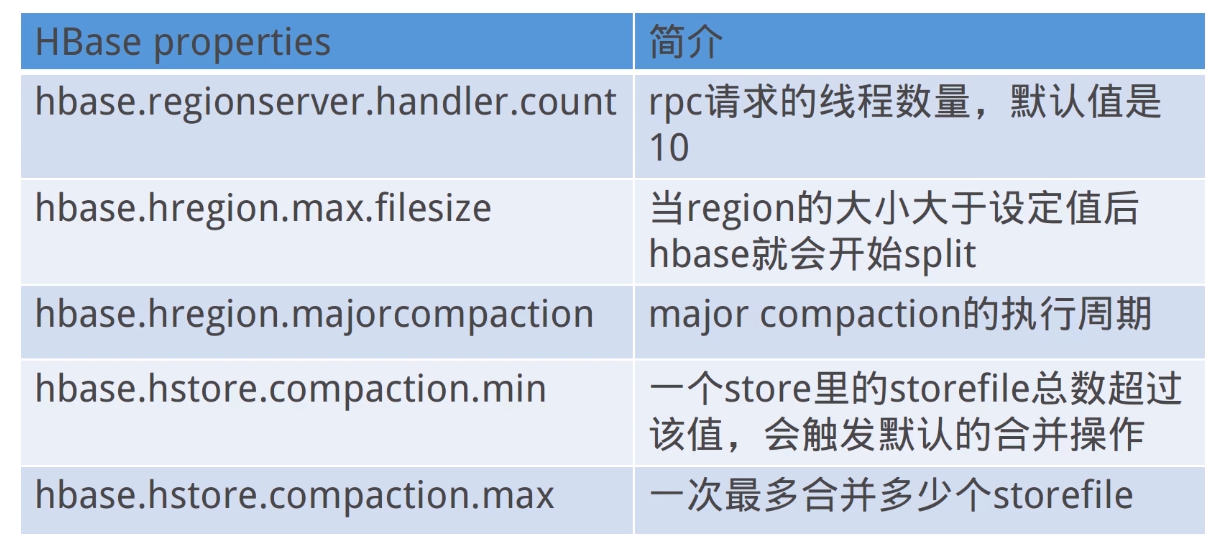 HBase properties
简介
hbase.regionserver.handler.count
rpc请求的线程数量，默认值是
10
hbase.hregion.max.filesize
当region的大小大于设定值后
hbase就会开始split
hbase.hregion.majorcompaction
major compaction的执行周期
hbase.hstore.compaction.min
一个store里的storefile总数超过
该值，会触发默认的合并操作
hbase.hstore.compaction.max
一次最多合并多少个storefile